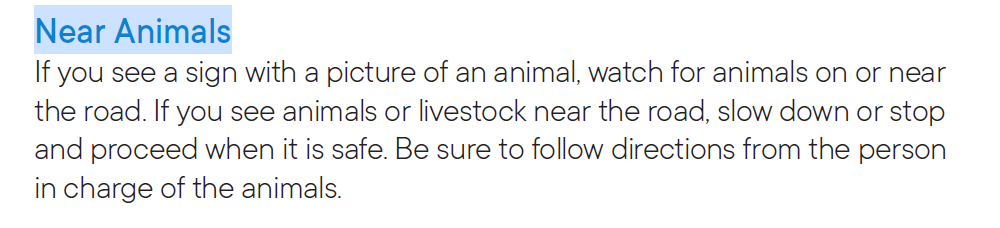 Near Animals
If you see a sign with a picture of an animal, watch for animals on or near
the road. If you see animals or livestock near the road, slow down or stop
and proceed when it is safe. Be sure to follow directions from the person
in charge of the animals.